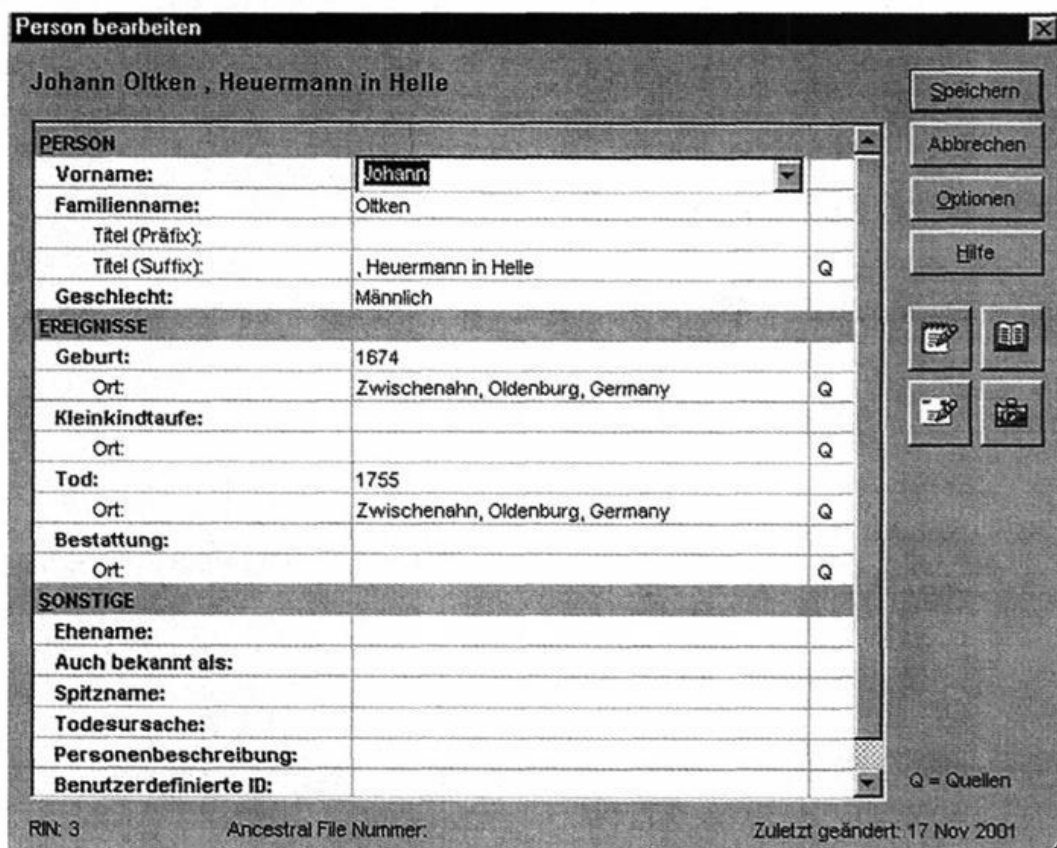 Person bearbeiten
Johann Oltken , Heuermann in Helle
PERSON
Vorname: Johann
Familienname: Oltken
Titel (Präfix):
Titel (Suffix): , Heuermann in Helle Q
Geschlecht: Männlich
EREIGNISSE
Geburt: 1674
Ort: Zwischenahn, Oldenburg, Germany Q
Kleinkindtaufe:
Ort: Q
Tod: 1755
Ort: Zwischenahn, Oldenburg, Germany Q
Bestattung:
Ort: Q
SONSTIGE
Ehename:
Auch bekannt als:
Spitzname:
Todesursache:
Personenbeschreibung:
Benutzerdefinierte ID:
Speichern
Abbrechen
Optionen
Hilfe
Q = Quellen
RIN: 3 Ancestral File Nummer: Zuletzt geändert: 17 Nov 2001